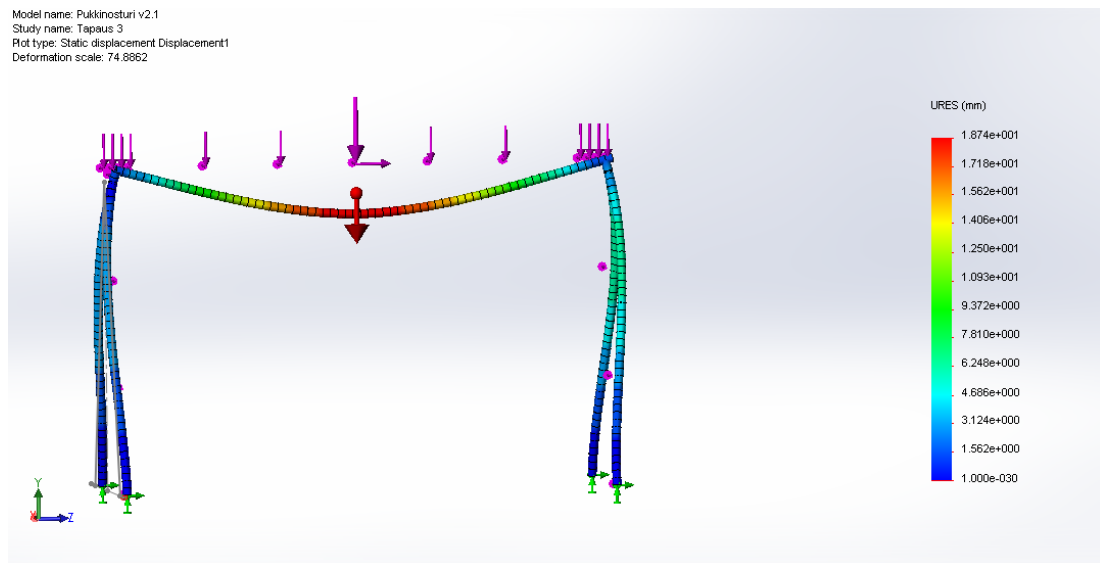 Model name: Pukkinosturi v2.1
Study name: Tapaus 3
Plot type: Static displacement Displacement1
Deformation scale: 74.8862
URES (mm)
1.874e+001
1.718e+001
1.562e+001
1.406e+001
1.250e+001
1.093e+001
9.372e+000
7.810e+000
6.248e+000
4.686e+000
3.124e+000
1.562e+000
1.000e-030
Y
X
Z